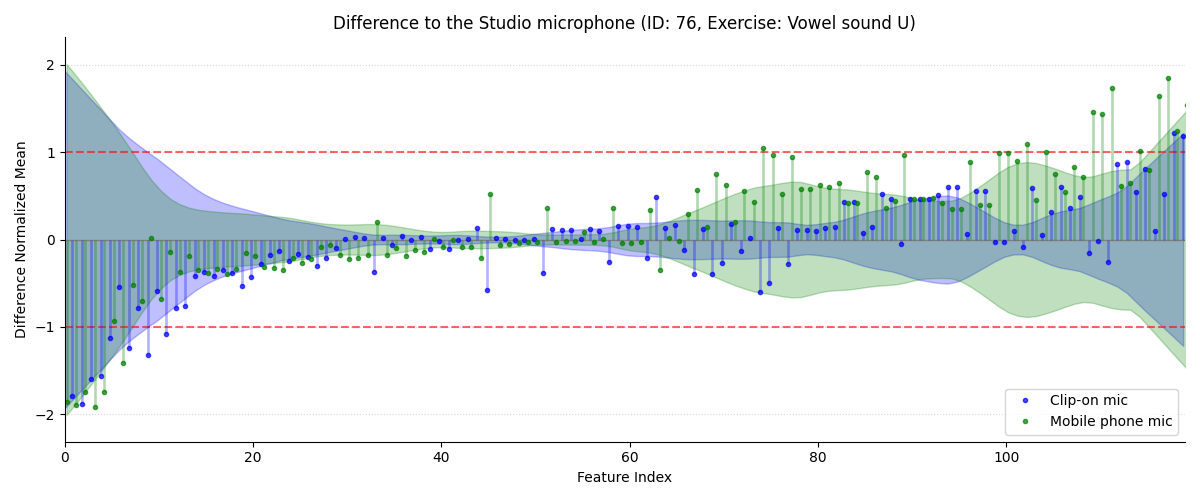 Difference to the Studio microphone (ID: 76, Exercise: Vowel sound U)
Difference Normalized Mean
2
1
0
−1
−2
0 20 40 60 80 100
Feature Index
Clip-on mic
Mobile phone mic